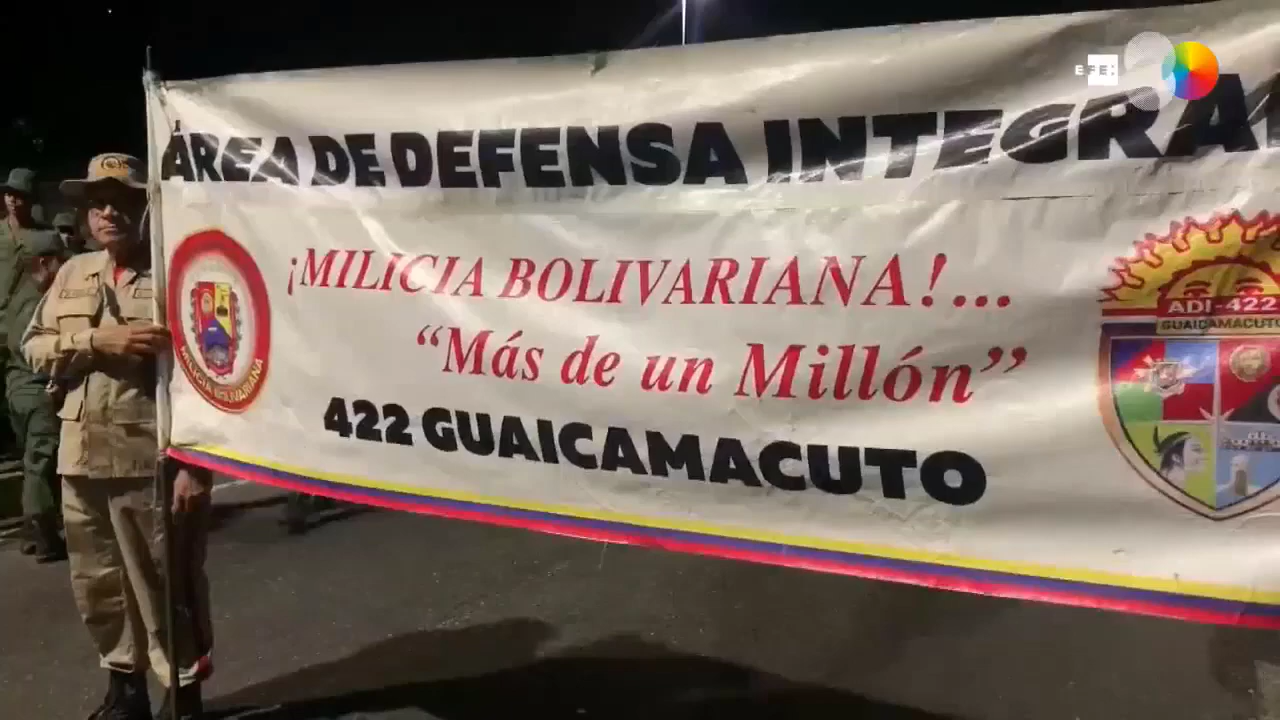 EFE:
ÁREA DE DEFENSA INTEGRAL
¡MILICIA BOLIVARIANA!...
“Más de un Millón”
422 GUAICAMACUTO
MILICIA BOLIVARIANA
ADI-422
GUAICAMACUTO